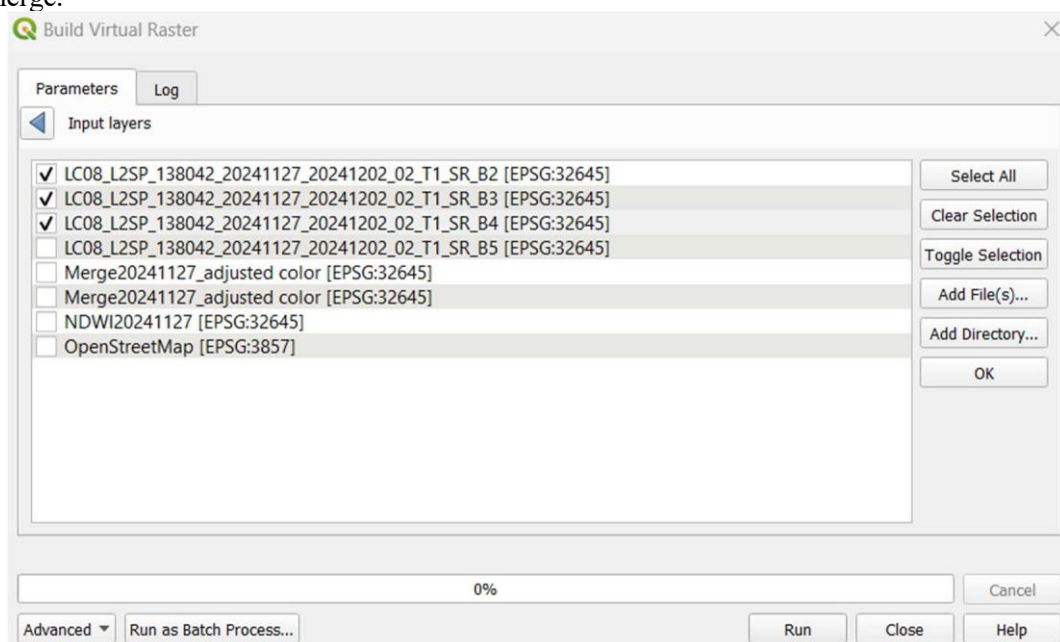 erge.
Build Virtual Raster
Parameters Log
Input layers
LC08_L2SP_138042_20241127_20241202_02_T1_SR_B2 [EPSG:32645]
LC08_L2SP_138042_20241127_20241202_02_T1_SR_B3 [EPSG:32645]
LC08_L2SP_138042_20241127_20241202_02_T1_SR_B4 [EPSG:32645]
LC08_L2SP_138042_20241127_20241202_02_T1_SR_B5 [EPSG:32645]
Merge20241127_adjusted color [EPSG:32645]
Merge20241127_adjusted color [EPSG:32645]
NDWI20241127 [EPSG:32645]
OpenStreetMap [EPSG:3857]
Select All
Clear Selection
Toggle Selection
Add File(s)...
Add Directory...
OK
0%
Cancel
Advanced Run as Batch Process... Run Close Help